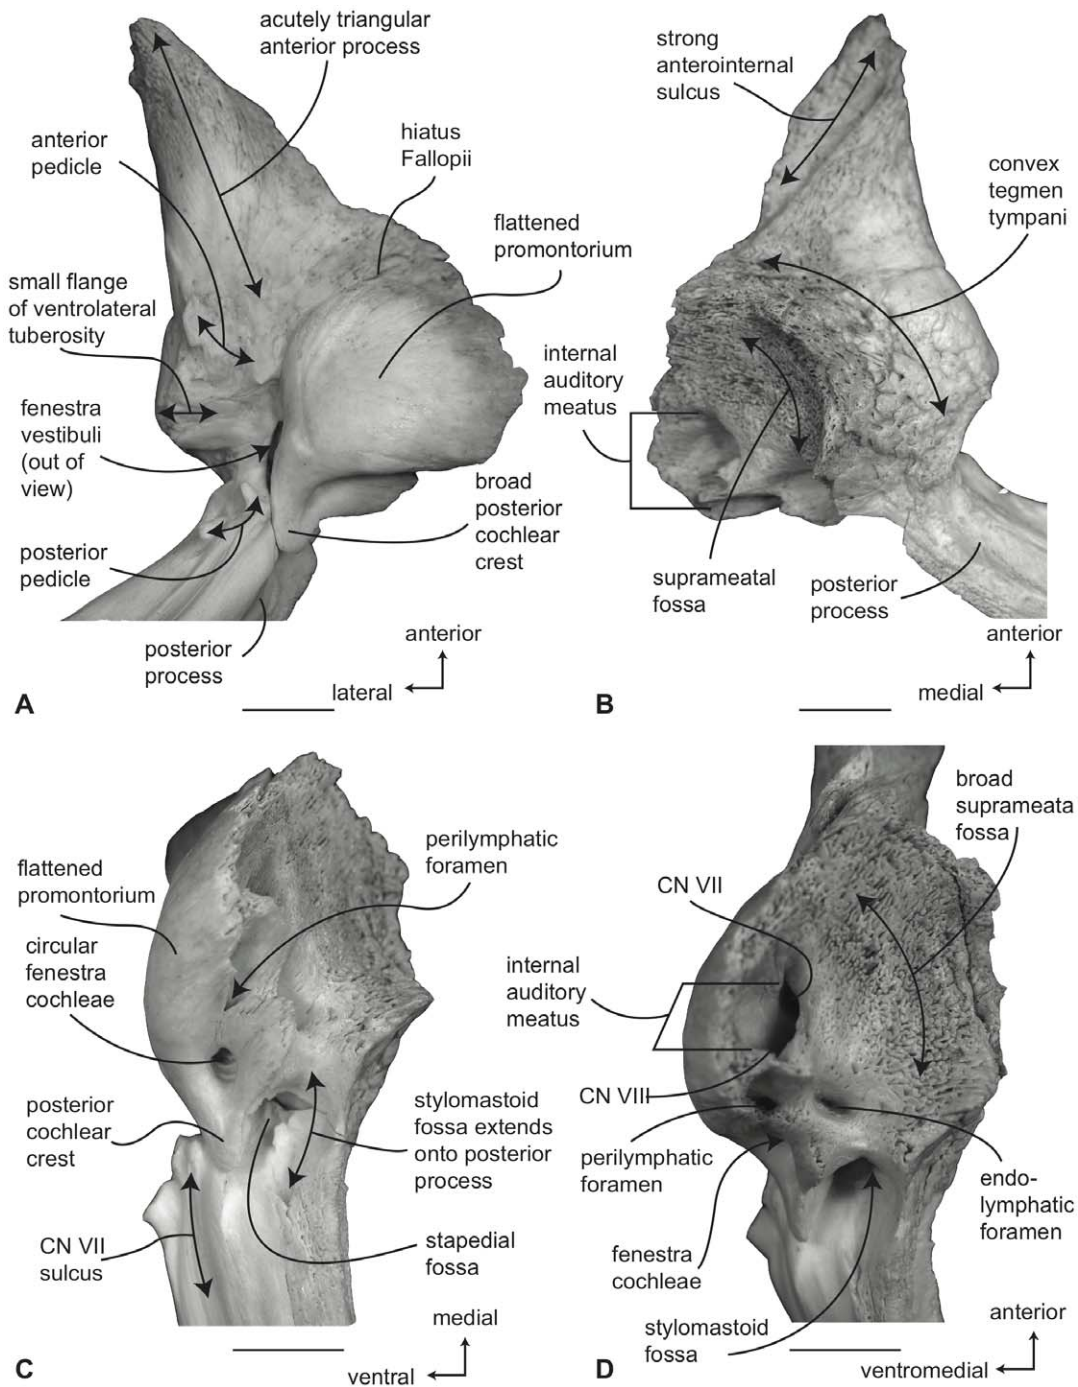 acutely triangular
anterior process
anterior
pedicle
hiatus
Fallopii
flattened
promontorium
small flange
of ventrolateral
tuberosity
fenestra
vestibuli
(out of
view)
broad
posterior
cochlear
crest
posterior
pedicle
posterior
process
anterior
lateral
A
strong
anterointernal
sulcus
convex
tegmen
tympani
internal
auditory
meatus
suprameatal
fossa
posterior
process
anterior
medial
B
flattened
promontorium
perilymphatic
foramen
circular
fenestra
cochleae
posterior
cochlear
crest
stylomastoid
fossa extends
onto posterior
process
CN VII
sulcus
stapedial
fossa
medial
ventral
C
broad
suprameata
fossa
CN VII
internal
auditory
meatus
CN VIII
perilymphatic
foramen
endo-
lymphatic
foramen
fenestra
cochleae
stylomastoid
fossa
anterior
ventromedial
D